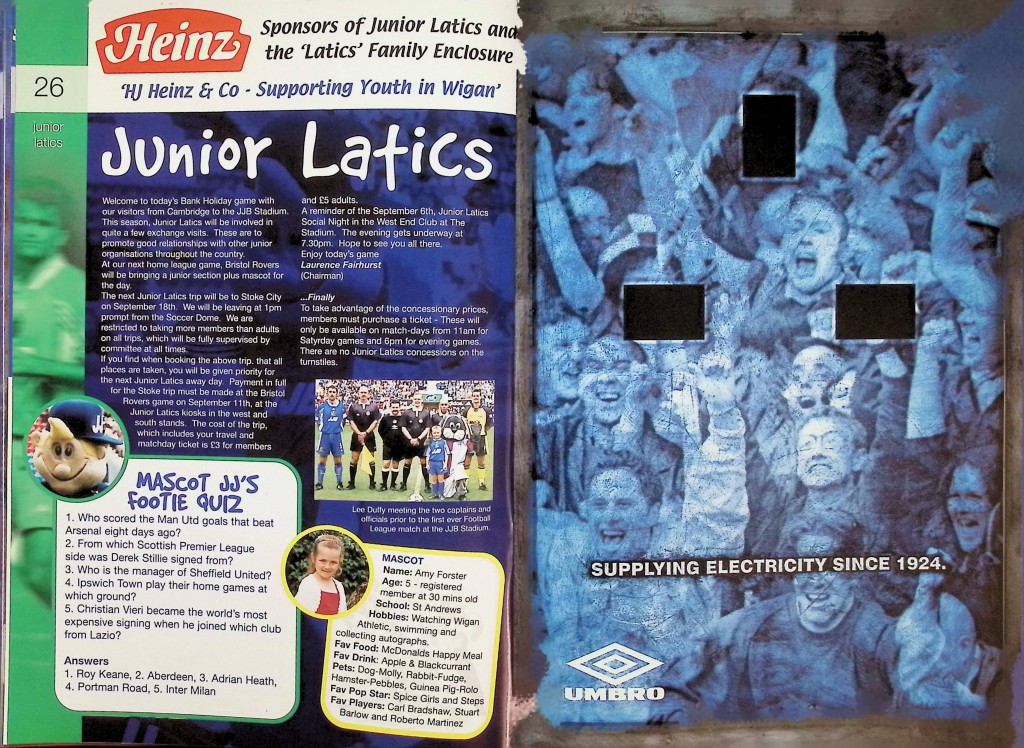 Heinz
Sponsors of Junior Latics and
the 'Latics' Family Enclosure
'HJ Heinz & Co - Supporting Youth in Wigan'
26
junior
latics
Junior Latics
Welcome to today's Bank Holiday game with
our visitors from Cambridge to the JJB Stadium.
This season, Junior Latics will be involved in
quite a few exchange visits. These are to
promote good relationships with other junior
organisations throughout the country.
At our next home league game, Bristol Rovers
will be bringing a junior section plus mascot for
the day.
The next Junior Latics trip will be to Stoke City
on September 18th. We will be leaving at 1pm
prompt from the Soccer Dome. We are
restricted to taking more members than adults
on all trips, which will be fully supervised by
committee at all times.
If you find when booking the above trip, that all
places are taken, you will be given priority for
the next Junior Latics away day. Payment in full
for the Stoke trip must be made at the Bristol
Rovers game on September 11th, at the
Junior Latics kiosks in the west and
south stands. The cost of the trip,
which includes your travel and
matchday ticket is £3 for members
and £5 adults.
A reminder of the September 6th, Junior Latics
Social Night in the West End Club at The
Stadium. The evening gets underway at
7.30pm. Hope to see you all there.
Enjoy today's game
Laurence Fairhurst
(Chairman)
...Finally
To take advantage of the concessionary prices,
members must purchase a ticket - These will
only be available on match-days from 11am for
Satyrday games and 6pm for evening games.
There are no Junior Latics concessions on the
turnstiles.
Lee Duffy meeting the two captains and
officials prior to the first ever Football
League match at the JJB Stadium.
JJ
Mascot JJ's
Footie Quiz
1. Who scored the Man Utd goals that beat
Arsenal eight days ago?
2. From which Scottish Premier League
side was Derek Stillie signed from?
3. Who is the manager of Sheffield United?
4. Ipswich Town play their home games at
which ground?
5. Christian Vieri became the world's most
expensive signing when he joined which club
from Lazio?
Answers
1. Roy Keane, 2. Aberdeen, 3. Adrian Heath,
4. Portman Road, 5. Inter Milan
MASCOT
Name: Amy Forster
Age: 5 - registered
member at 30 mins old
School: St Andrews
Hobbies: Watching Wigan
Athletic, swimming and
collecting autographs.
Fav Food: McDonalds Happy Meal
Fav Drink: Apple & Blackcurrant
Pets: Dog-Molly, Rabbit-Fudge,
Hamster-Pebbles, Guinea Pig-Rolo
Fav Pop Star: Spice Girls and Steps
Fav Players: Carl Bradshaw, Stuart
Barlow and Roberto Martinez
SUPPLYING ELECTRICITY SINCE 1924.
UMBRO